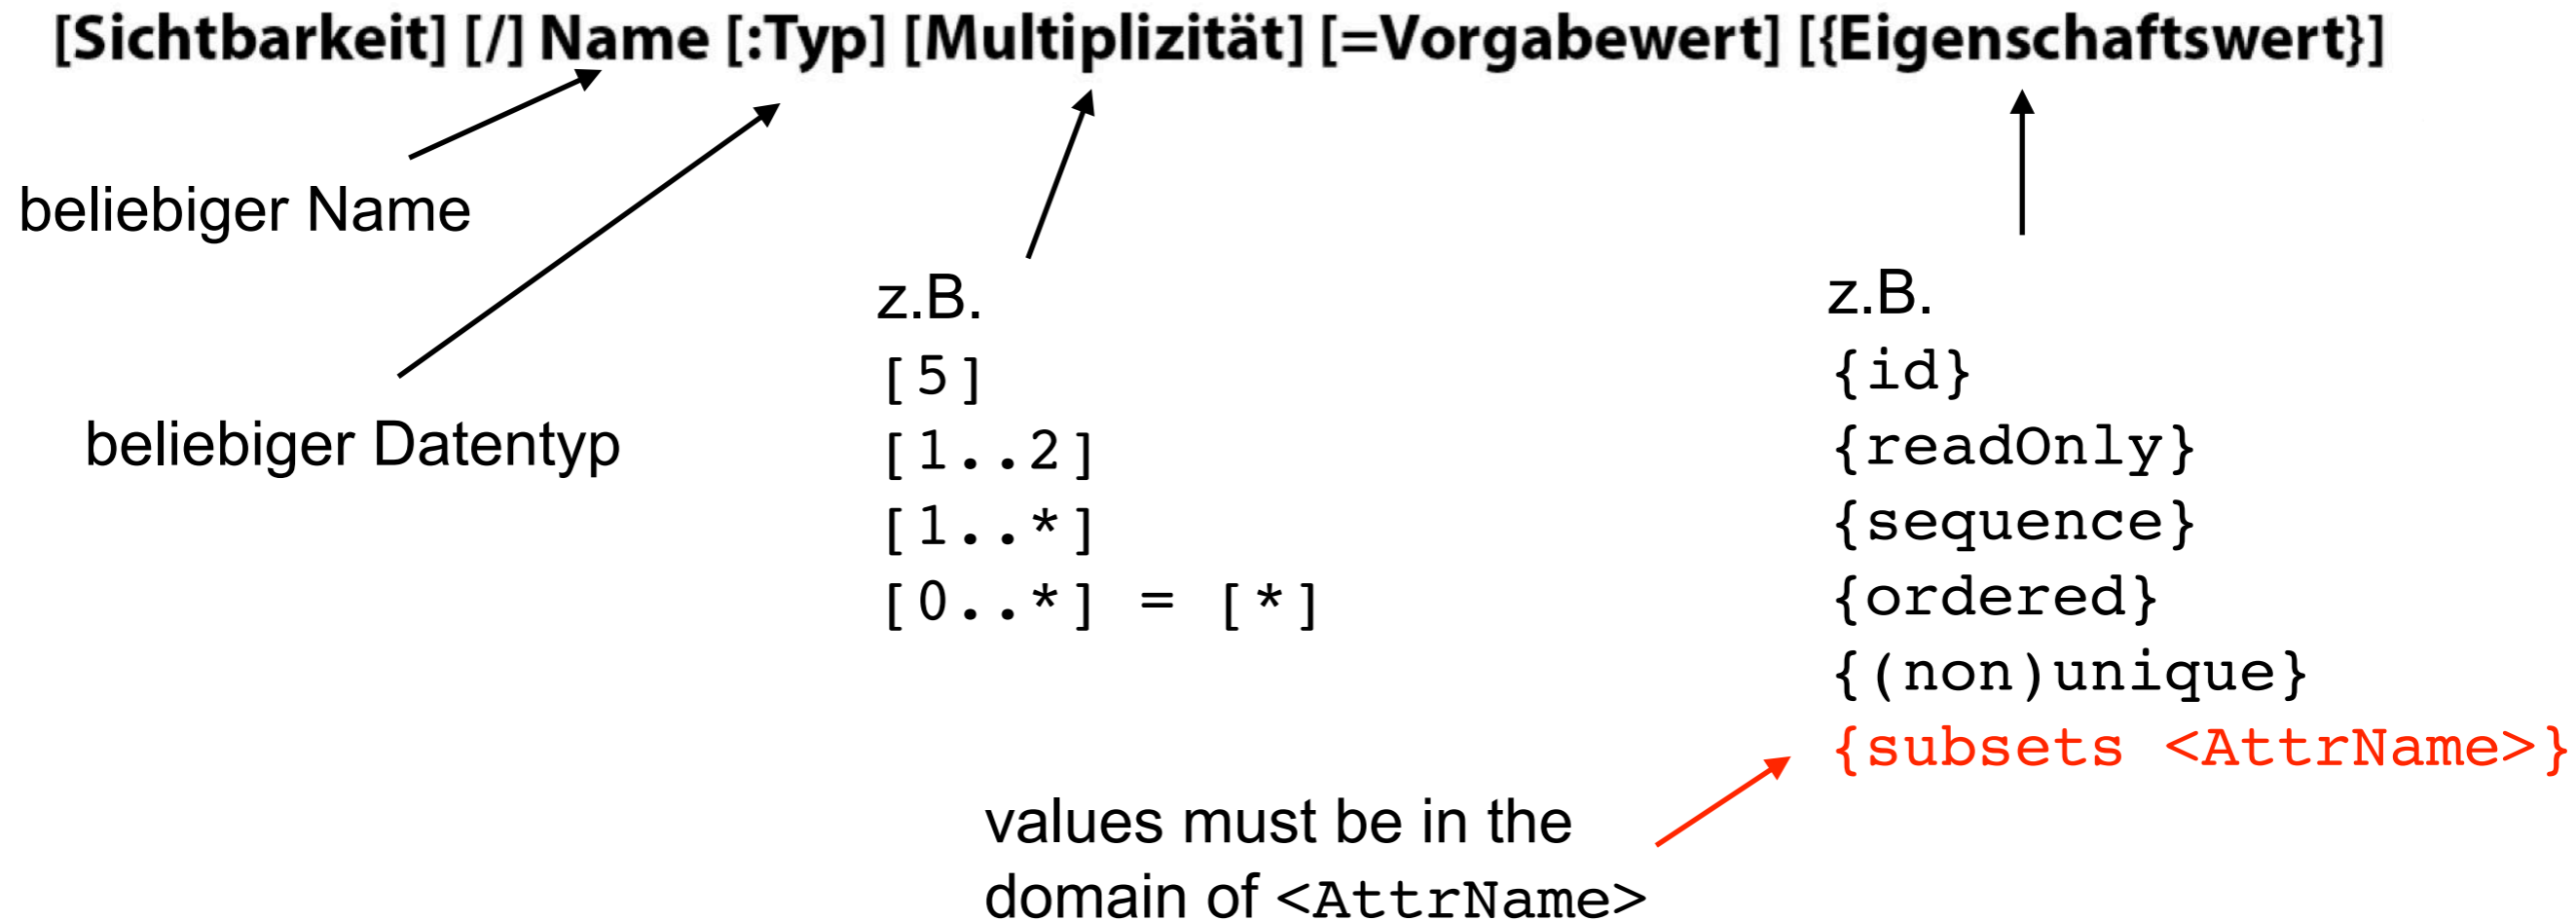 [Sichtbarkeit] [/] Name [:Typ] [Multiplizität] [=Vorgabewert] [{Eigenschaftswert}]
beliebiger Name
beliebiger Datentyp
z.B.
[5]
[1..2]
[1..*]
[0..*] = [*]
z.B.
{id}
{readOnly}
{sequence}
{ordered}
{(non)unique}
{subsets <AttrName>}
values must be in the
domain of <AttrName>